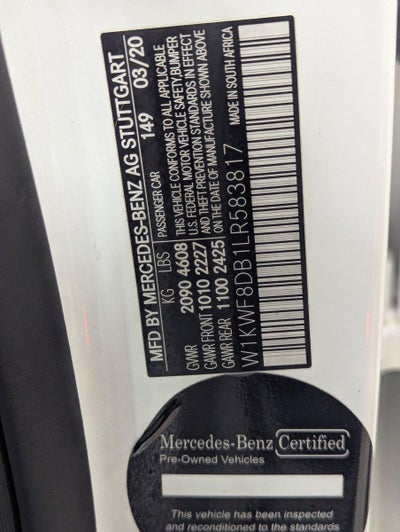 MFD BY MERCEDES-BENZ AG STUTTGART
PASSENGER CAR 149 03/20
KG LBS
GVWR 2090 4608
GAWR FRONT 1010 2227
GAWR REAR 1100 2425
THIS VEHICLE CONFORMS TO ALL APPLICABLE
U.S. FEDERAL MOTOR VEHICLE SAFETY,BUMPER
AND THEFT PREVENTION STANDARDS IN EFFECT
ON THE DATE OF MANUFACTURE SHOWN ABOVE
W1KWF8DB1LR583817 MADE IN SOUTH AFRICA
Mercedes-Benz Certified
Pre-Owned Vehicles
This vehicle has been inspected
and reconditioned to the standards